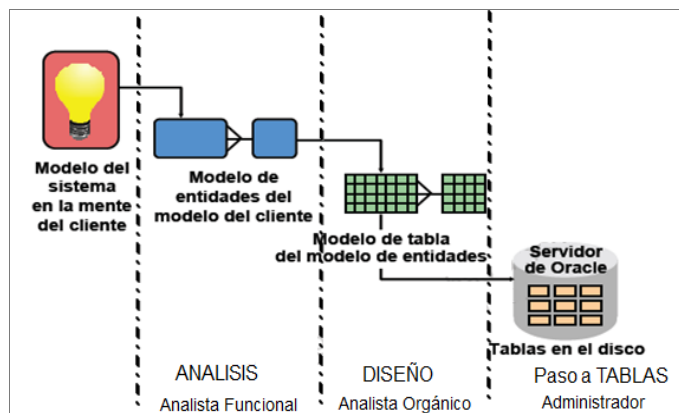 Modelo del
sistema
en la mente
del cliente
Modelo de
entidades del
modelo del cliente
Modelo de tabla
del modelo de entidades
Servidor
de Oracle
Tablas en el disco
ANALISIS
Analista Funcional
DISEÑO
Analista Orgánico
Paso a TABLAS
Administrador